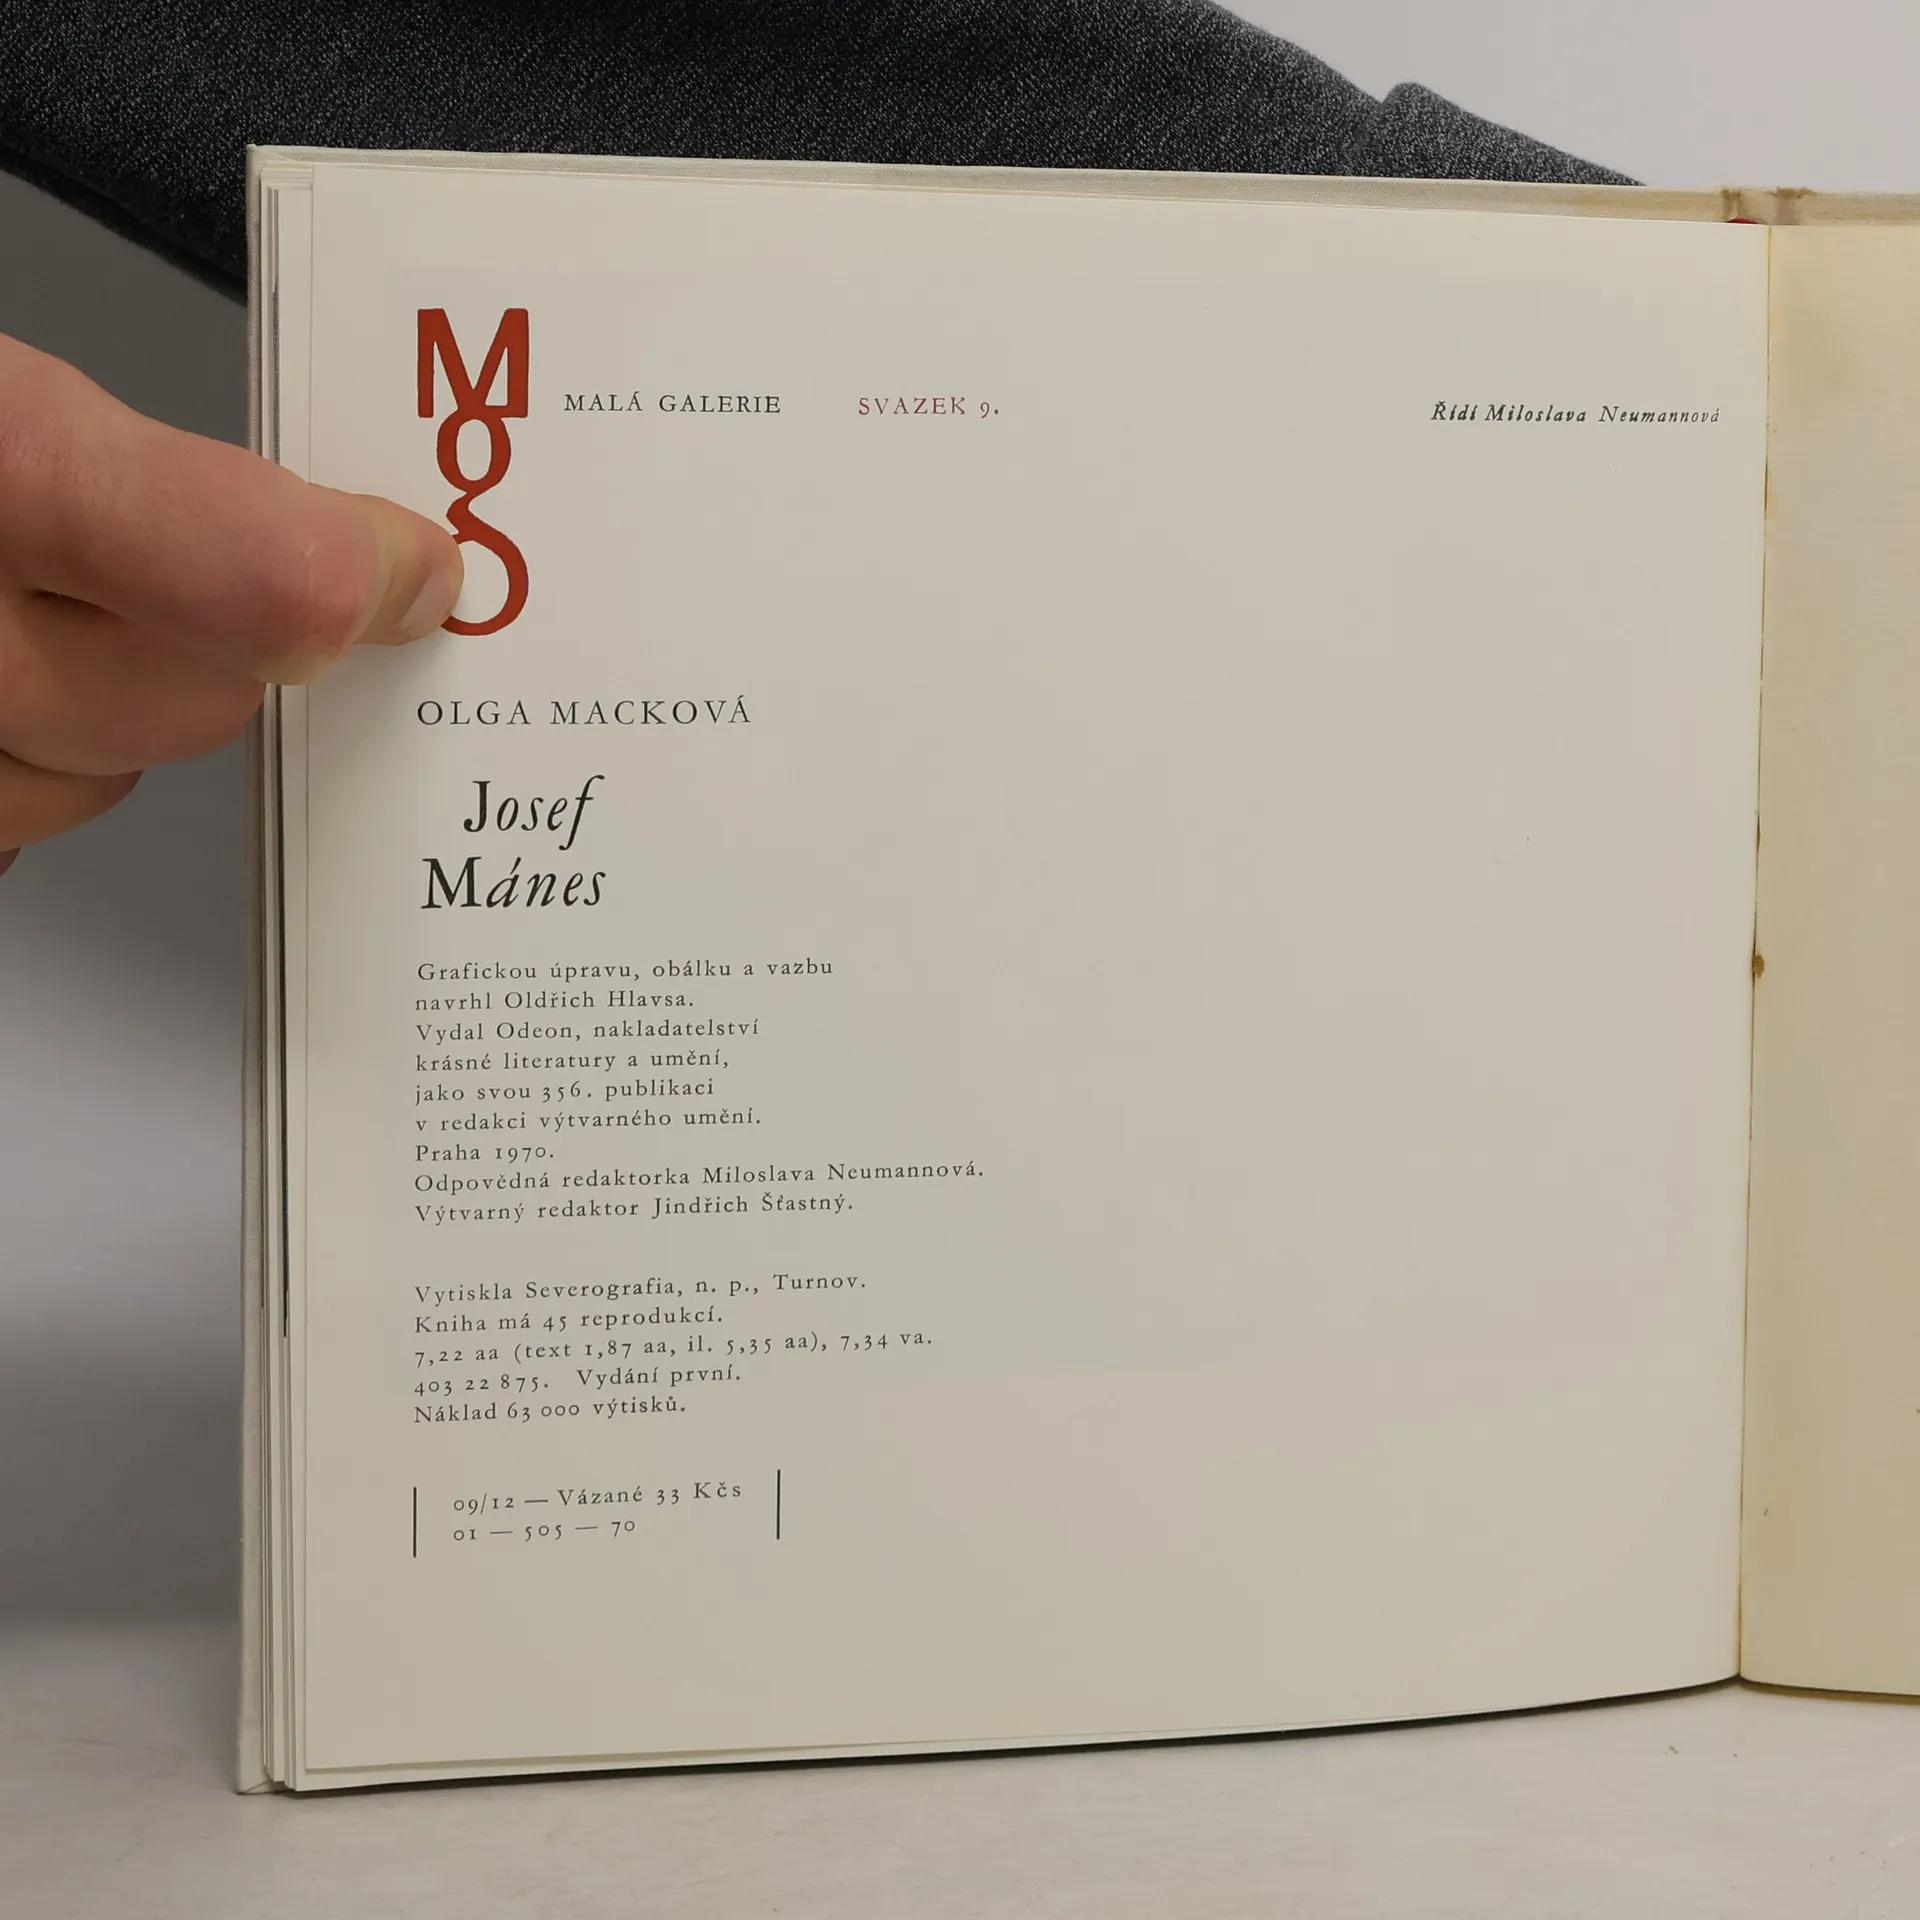 Mg
MALÁ GALERIE SVAZEK 9. Řídí Miloslava Neumannová
OLGA MACKOVÁ
Josef
Mánes
Grafickou úpravu, obálku a vazbu
navrhl Oldřich Hlavsa.
Vydal Odeon, nakladatelství
krásné literatury a umění,
jako svou 356. publikaci
v redakci výtvarného umění.
Praha 1970.
Odpovědná redaktorka Miloslava Neumannová.
Výtvarný redaktor Jindřich Šťastný.
Vytiskla Severografia, n. p., Turnov.
Kniha má 45 reprodukcí.
7,22 aa (text 1,87 aa, il. 5,35 aa), 7,34 va.
403 22 875. Vydání první.
Náklad 63 000 výtisků.
09/12 — Vázané 33 Kčs
01 — 505 — 70